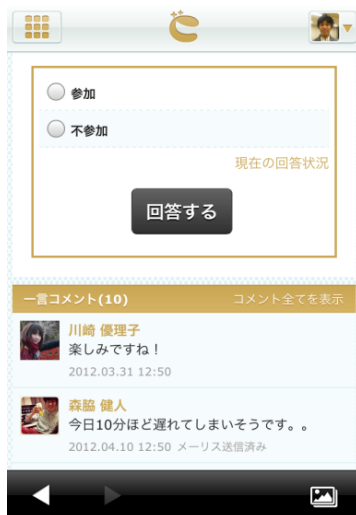 参加
不参加
現在の回答状況
回答する
一言コメント(10) コメント全てを表示
川崎 優理子
楽しみですね！
2012.03.31 12:50
森脇 健人
今日10分ほど遅れてしまいそうです。。
2012.04.10 12:50 メーリス送信済み